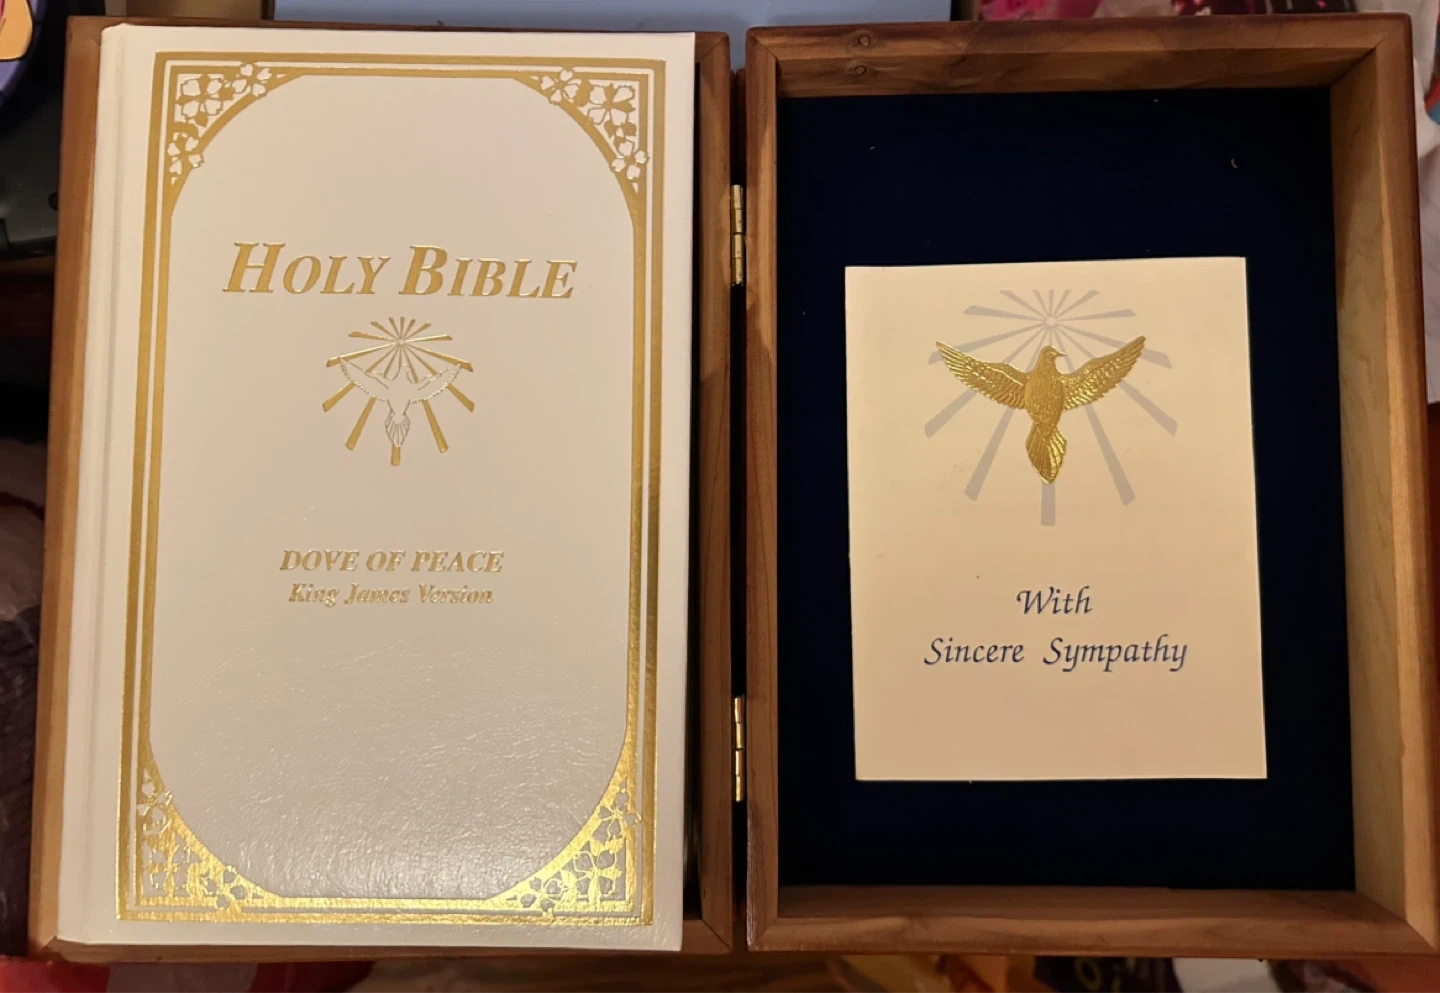 HOLY BIBLE
DOVE OF PEACE
King James Version
With
Sincere Sympathy